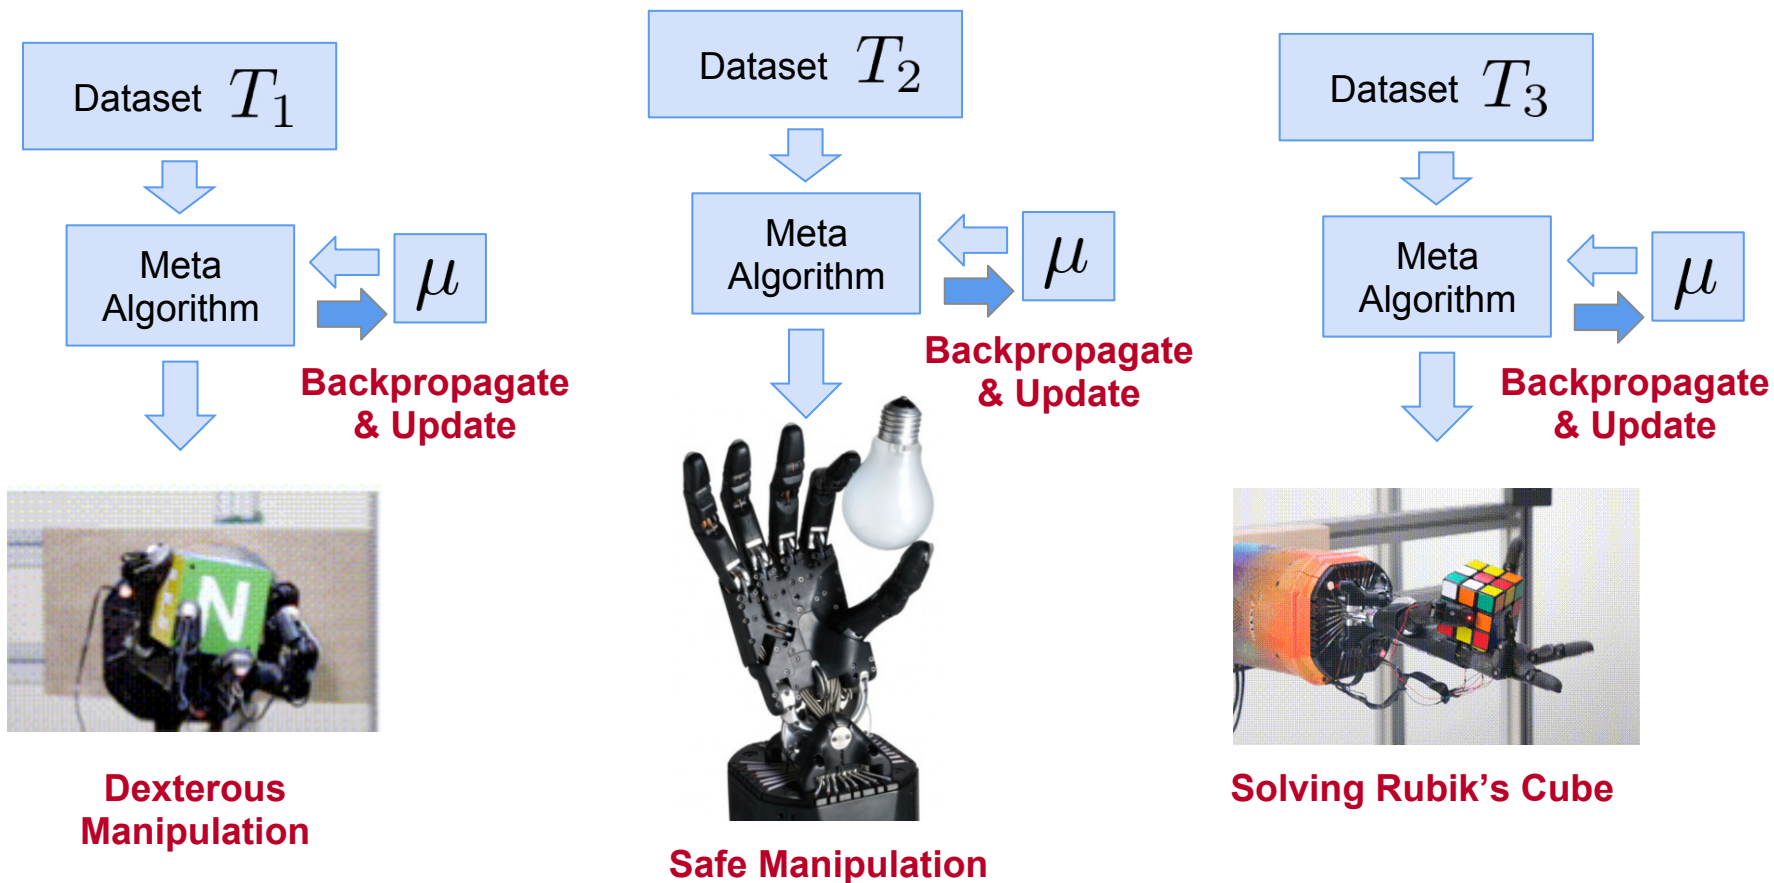 Dataset T₁
Meta
Algorithm
μ
Backpropagate
& Update
N
Dexterous
Manipulation
Dataset T₂
Meta
Algorithm
μ
Backpropagate
& Update
Safe Manipulation
Dataset T₃
Meta
Algorithm
μ
Backpropagate
& Update
Solving Rubik’s Cube